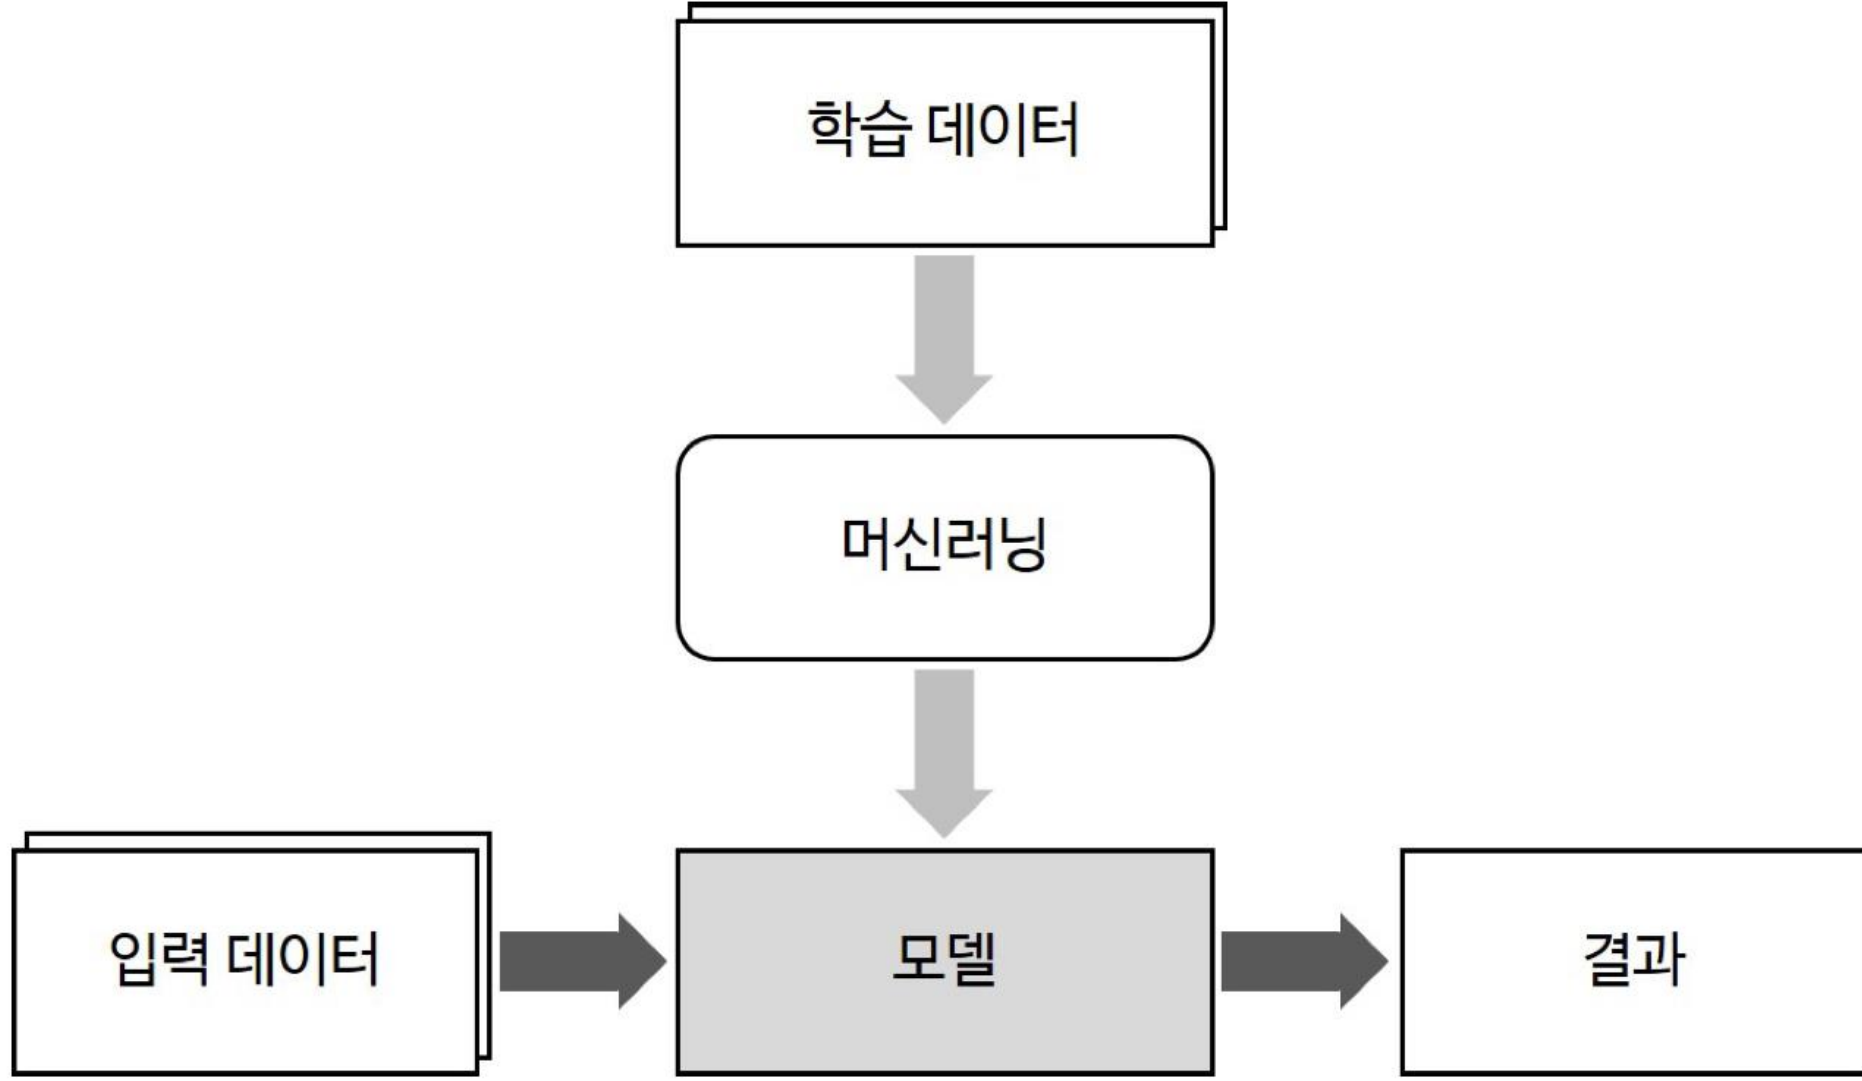 학습 데이터
머신러닝
입력 데이터
모델
결과